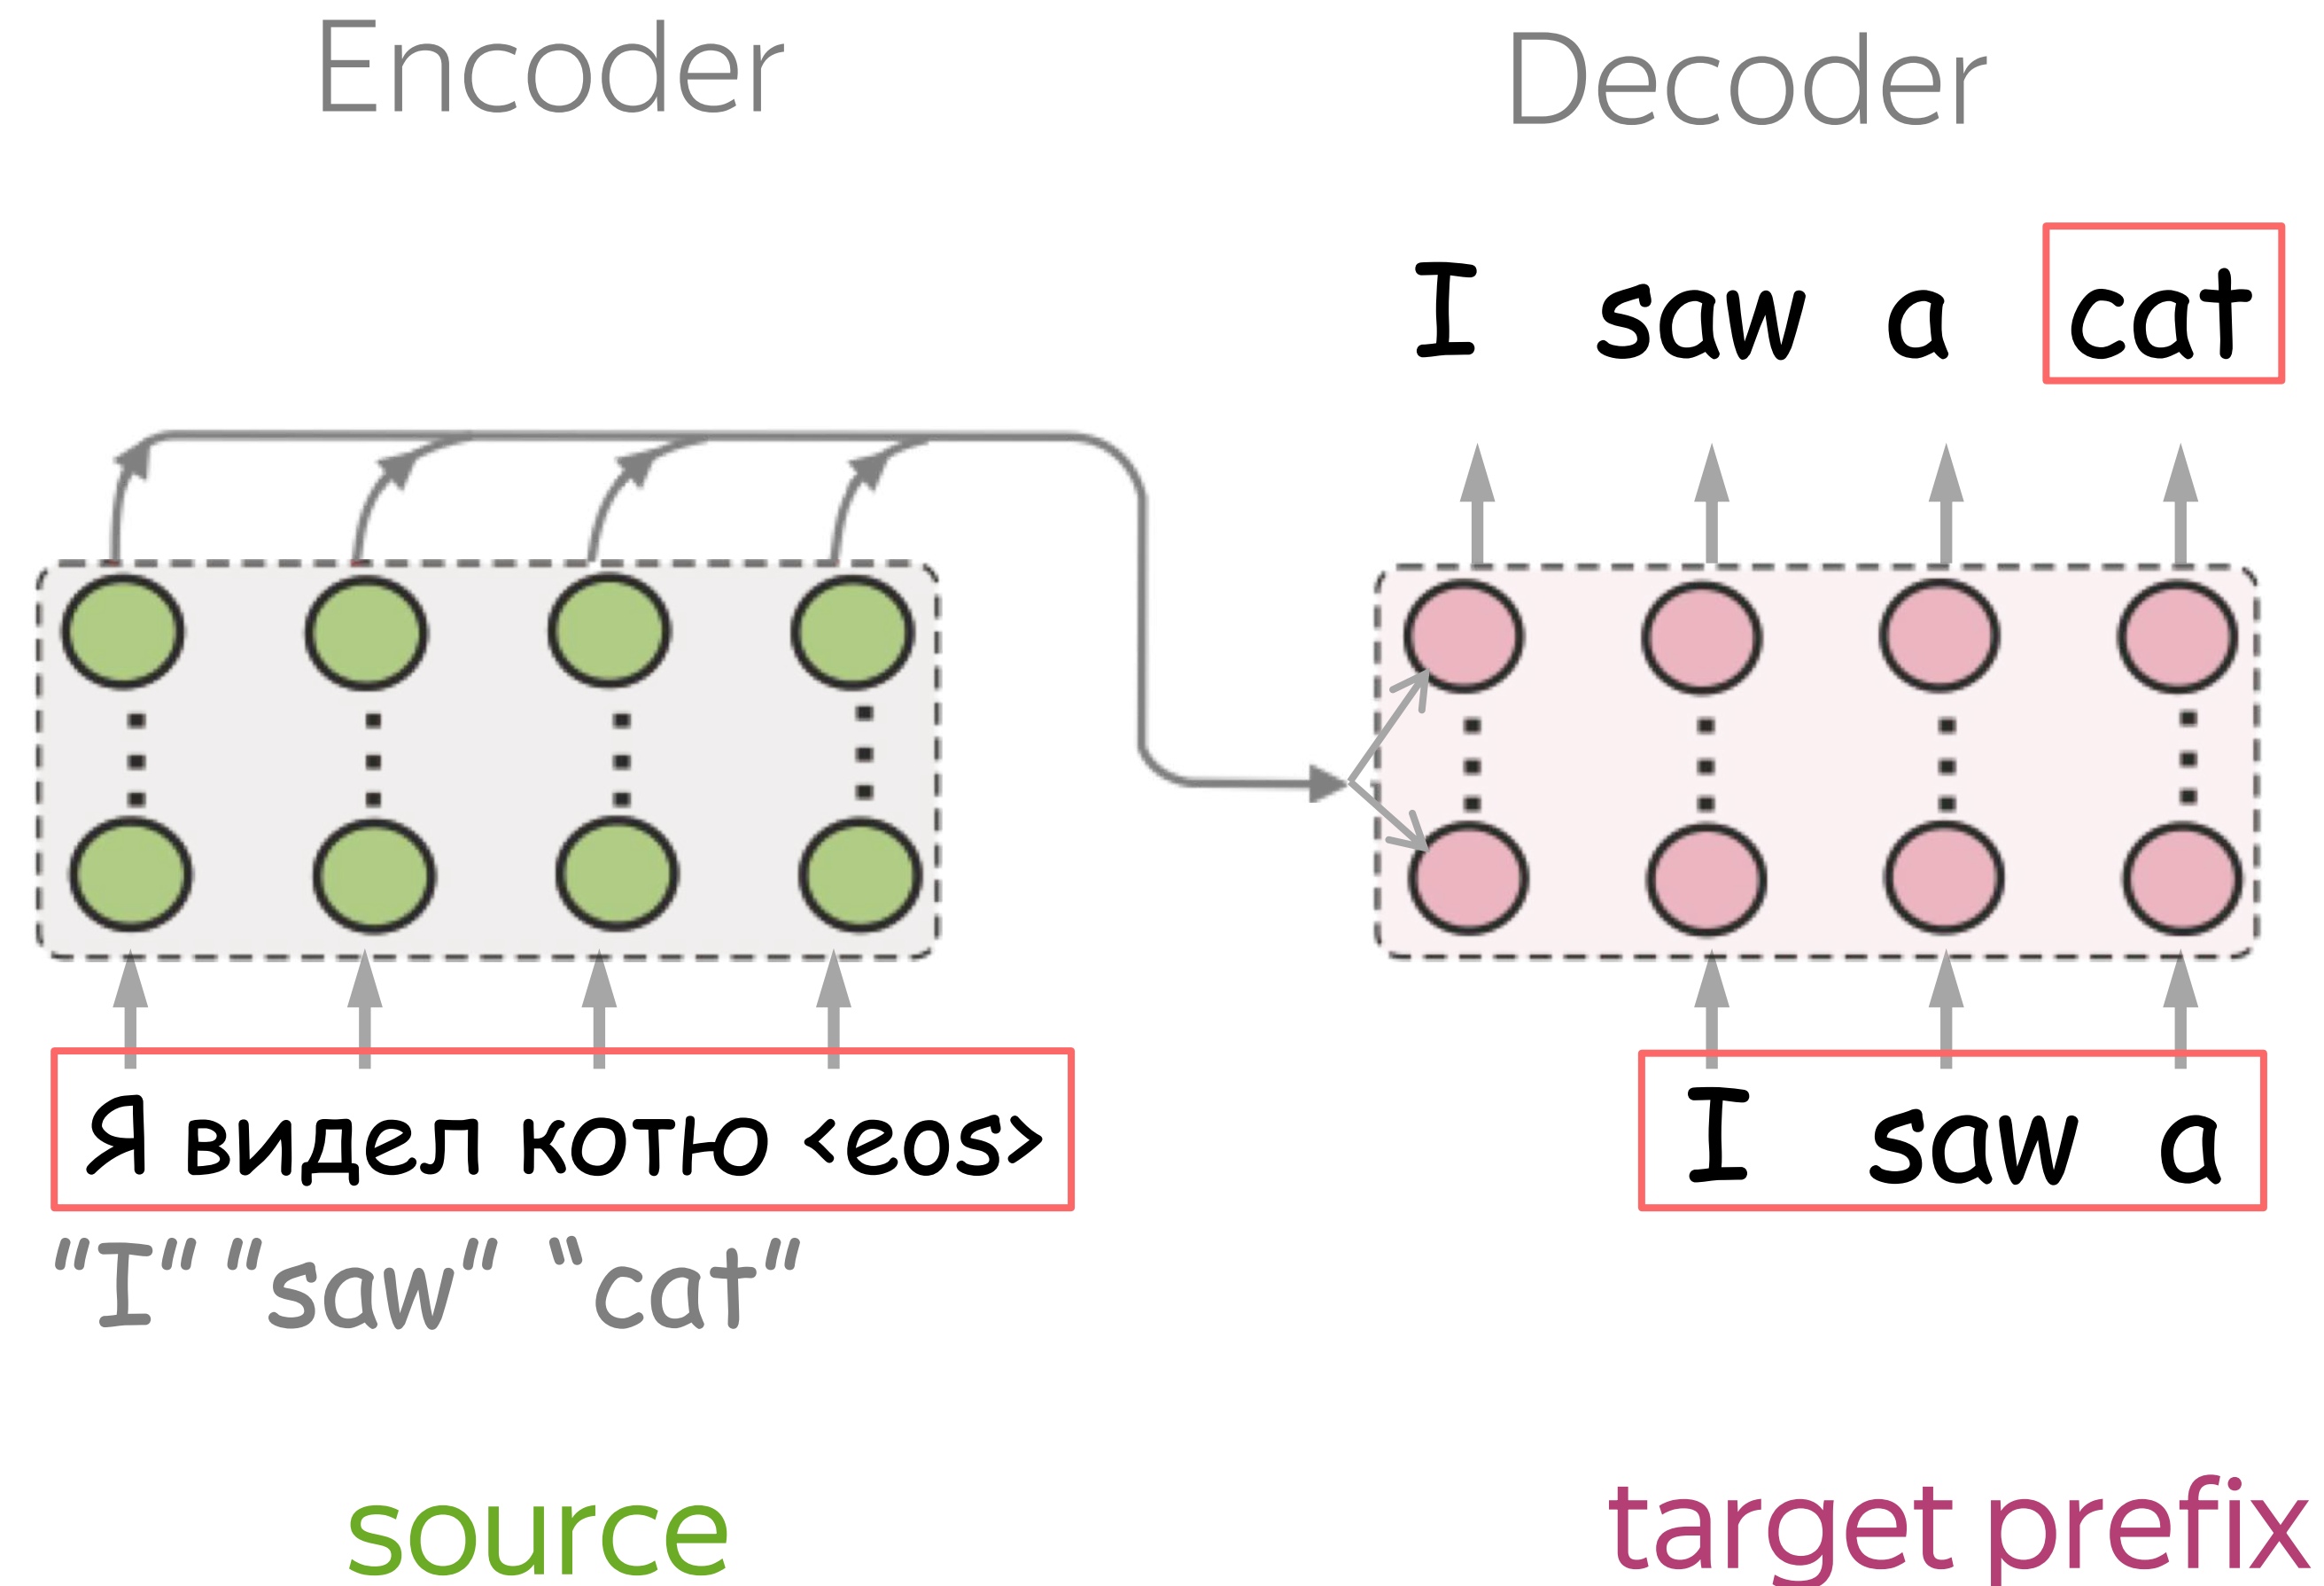 Encoder
Decoder
I saw a cat
Я видел котю <eos>
I saw a
"I" "saw" "cat"
source
target prefix